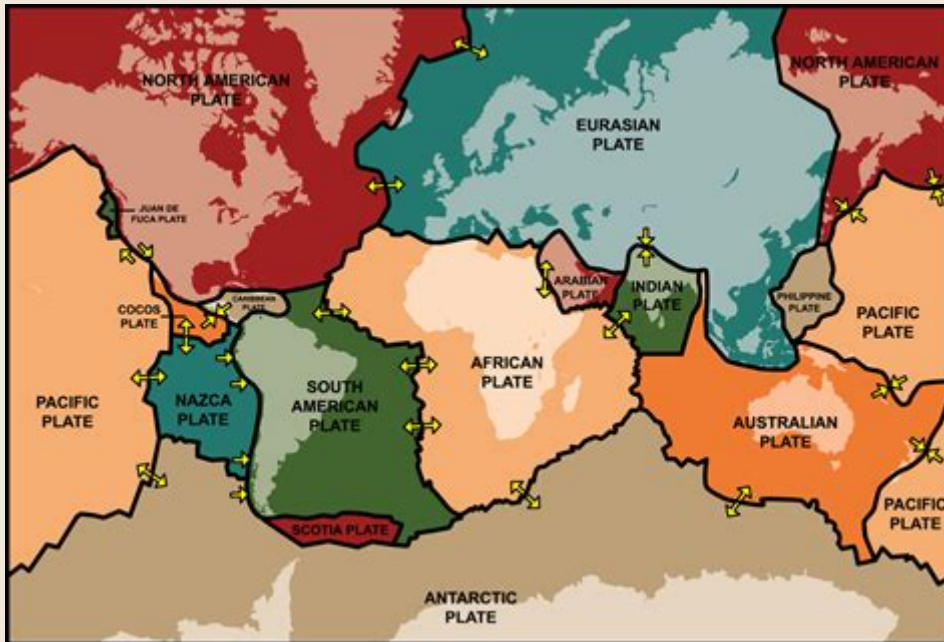 NORTH AMERICAN
PLATE
NORTH AMERICAN
PLATE
EURASIAN
PLATE
JUAN DE
FUCA PLATE
COCOS
PLATE
CARIBBEAN
PLATE
ARABIAN
PLATE
INDIAN
PLATE
PHILIPPINE
PLATE
PACIFIC
PLATE
PACIFIC
PLATE
NAZCA
PLATE
SOUTH
AMERICAN
PLATE
AFRICAN
PLATE
AUSTRALIAN
PLATE
PACIFIC
PLATE
SCOTIA PLATE
ANTARCTIC
PLATE